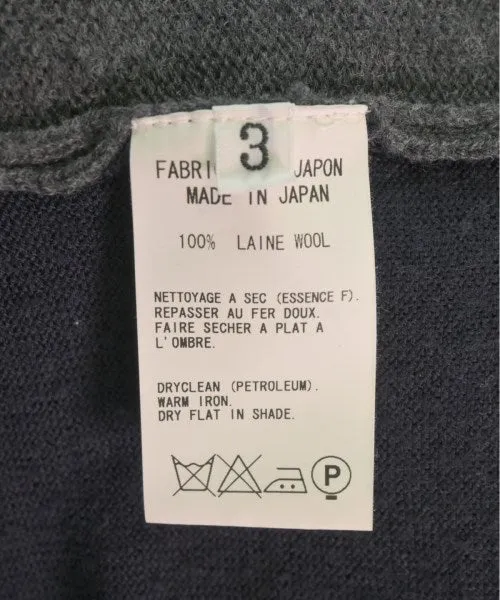 3
FABRI JAPON
MADE IN JAPAN
100% LAINE WOOL
NETTOYAGE A SEC (ESSENCE F).
REPASSER AU FER DOUX.
FAIRE SECHER A PLAT A
L'OMBRE.
DRYCLEAN (PETROLEUM).
WARM IRON.
DRY FLAT IN SHADE.
P